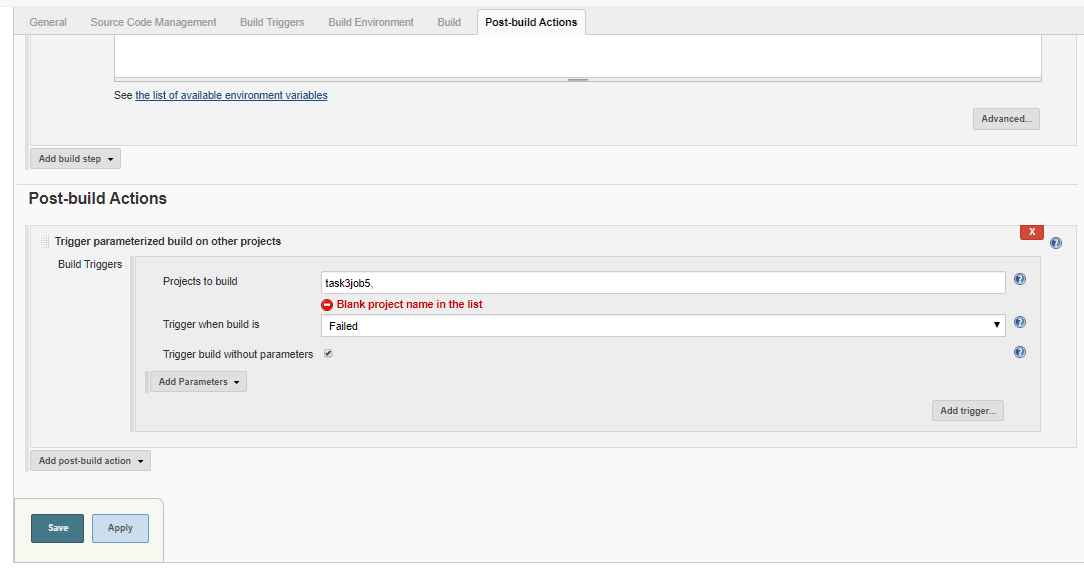 General Source Code Management Build Triggers Build Environment Build Post-build Actions
See the list of available environment variables
Advanced...
Add build step
Post-build Actions
X
Trigger parameterized build on other projects
Build Triggers
Projects to build task3job5,
Blank project name in the list
Trigger when build is Failed
Trigger build without parameters
Add Parameters
Add trigger...
Add post-build action
Save Apply